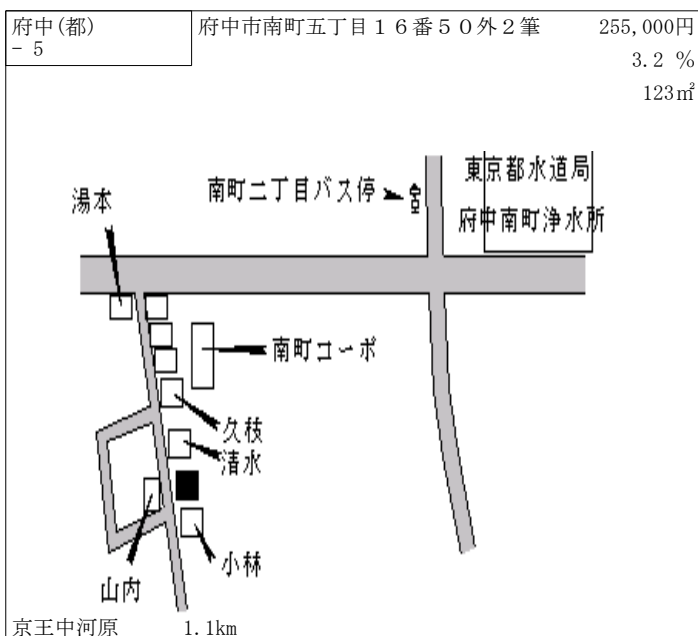 府中(都)
- 5
府中市南町五丁目１６番５０外２筆
255,000円
3.2 %
123㎡
東京都水道局
府中南町浄水所
南町二丁目バス停
湯本
南町コーポ
久枝
清水
小林
山内
京王中河原 1.1km